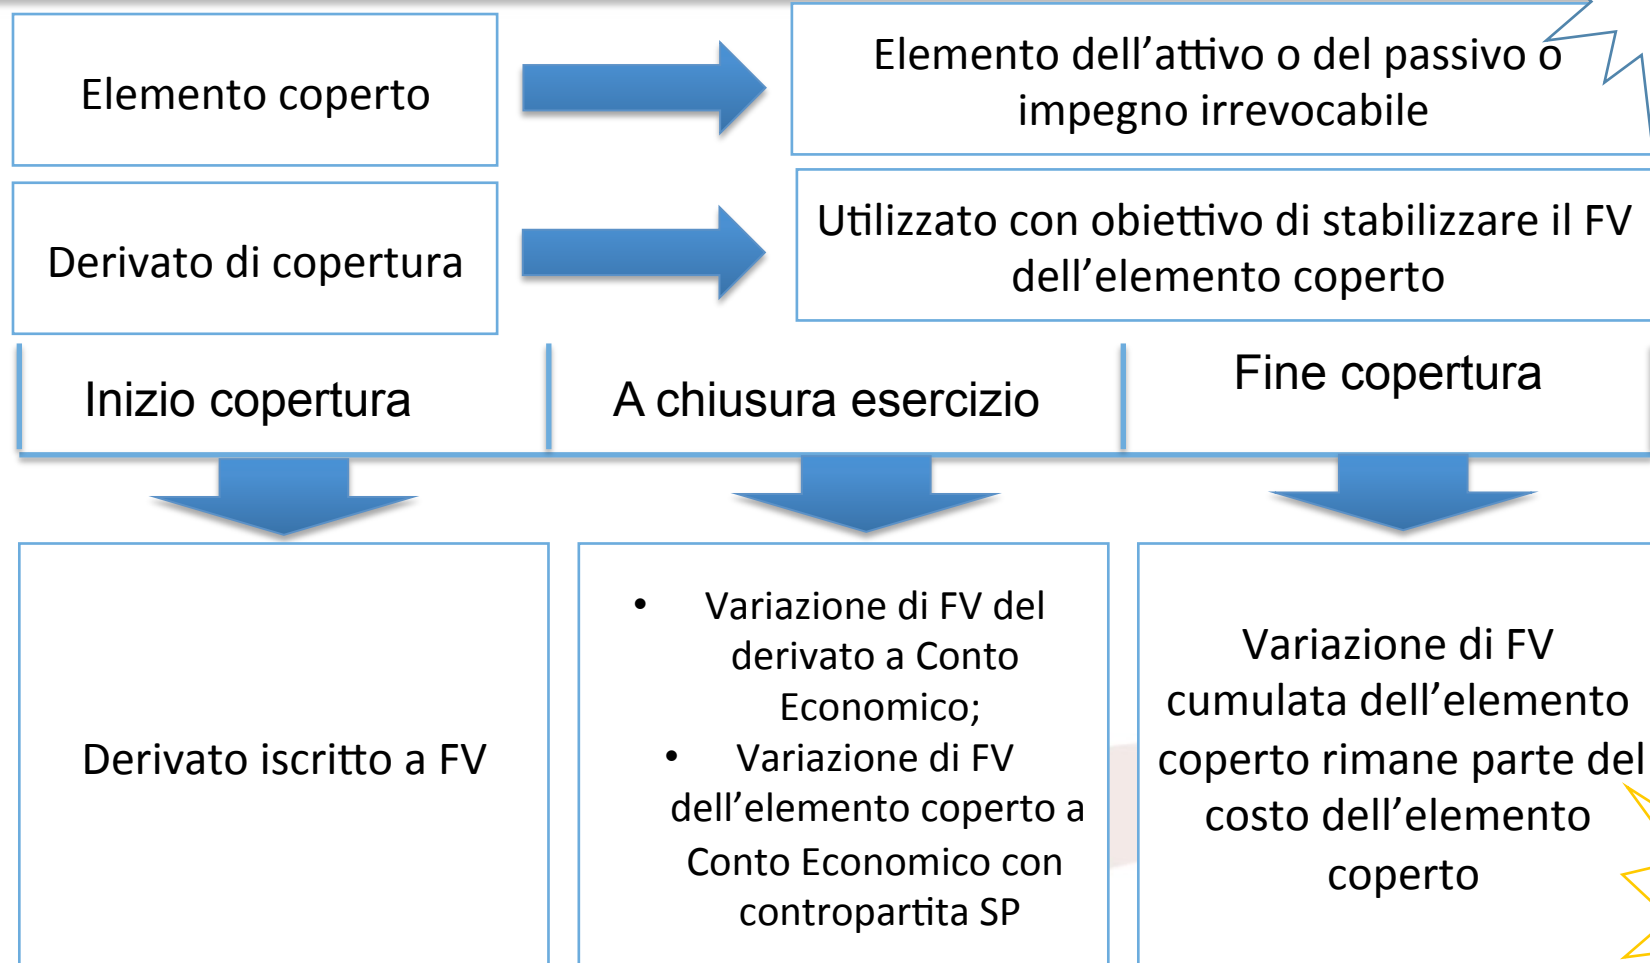 Elemento coperto
Elemento dell’attivo o del passivo o
impegno irrevocabile
Derivato di copertura
Utilizzato con obiettivo di stabilizzare il FV
dell’elemento coperto
Inizio copertura
A chiusura esercizio
Fine copertura
Derivato iscritto a FV
• Variazione di FV del
derivato a Conto
Economico;
• Variazione di FV
dell’elemento coperto a
Conto Economico con
contropartita SP
Variazione di FV
cumulata dell’elemento
coperto rimane parte del
costo dell’elemento
coperto